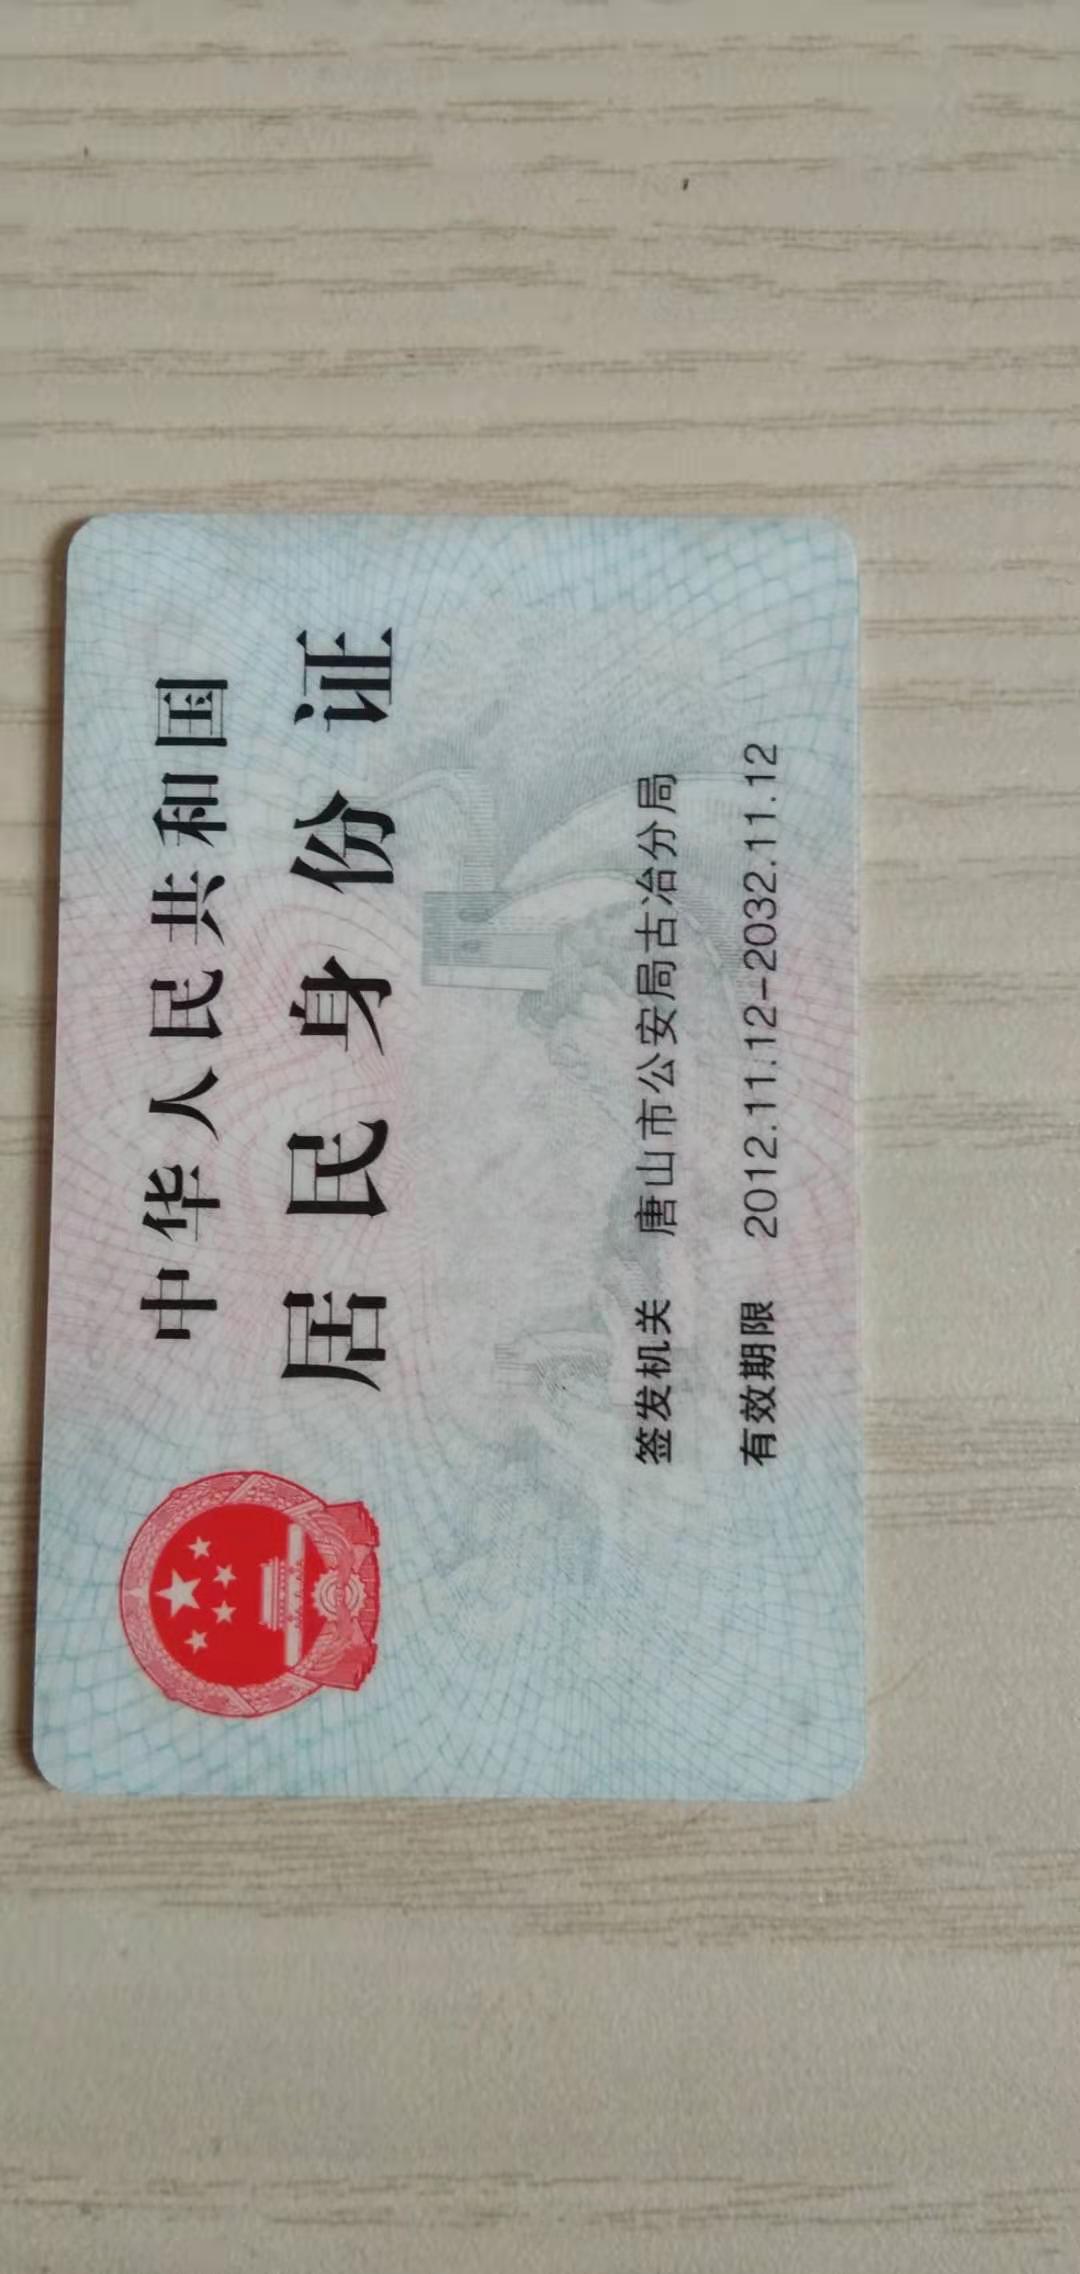 中华人民共和国
居民身份证
签发机关 唐山市公安局古冶分局
有效期限 2012.11.12-2032.11.12